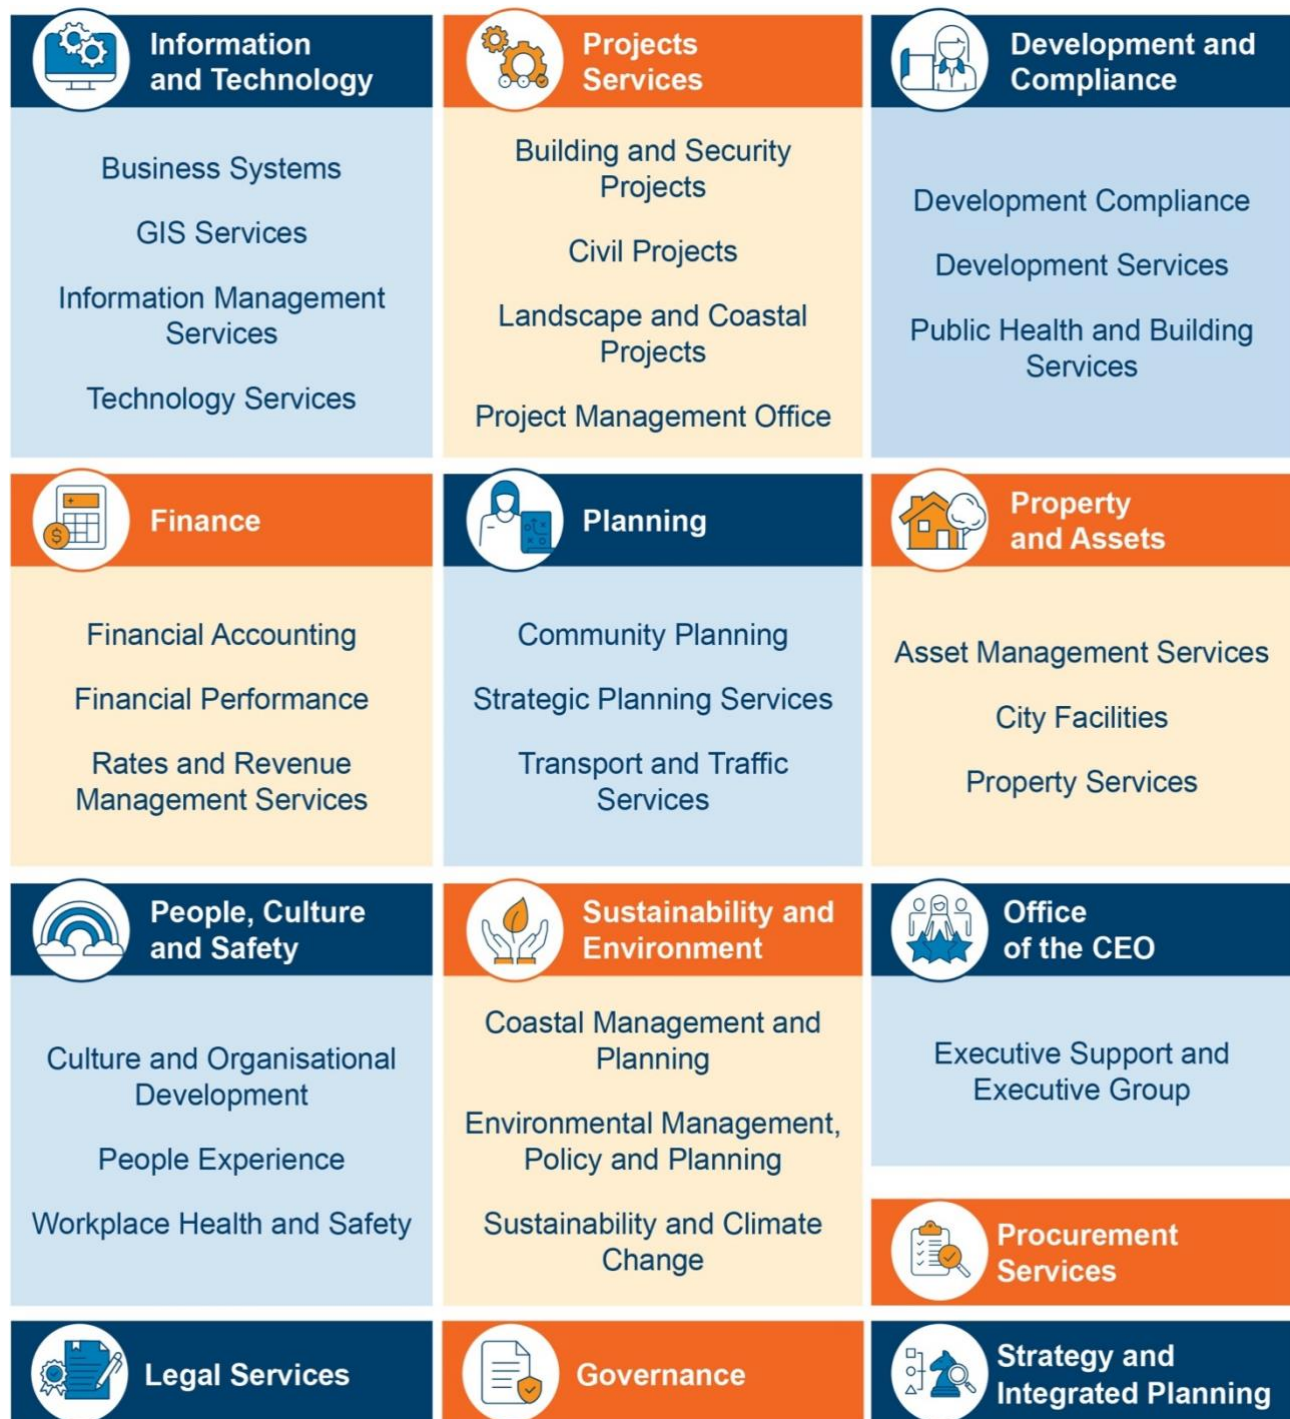 Information
and Technology
Business Systems
GIS Services
Information Management
Services
Technology Services
Projects
Services
Building and Security
Projects
Civil Projects
Landscape and Coastal
Projects
Project Management Office
Development and
Compliance
Development Compliance
Development Services
Public Health and Building
Services
Finance
Financial Accounting
Financial Performance
Rates and Revenue
Management Services
Planning
Community Planning
Strategic Planning Services
Transport and Traffic
Services
Property
and Assets
Asset Management Services
City Facilities
Property Services
People, Culture
and Safety
Culture and Organisational
Development
People Experience
Workplace Health and Safety
Sustainability and
Environment
Coastal Management and
Planning
Environmental Management,
Policy and Planning
Sustainability and Climate
Change
Office
of the CEO
Executive Support and
Executive Group
Procurement
Services
Legal Services
Governance
Strategy and
Integrated Planning